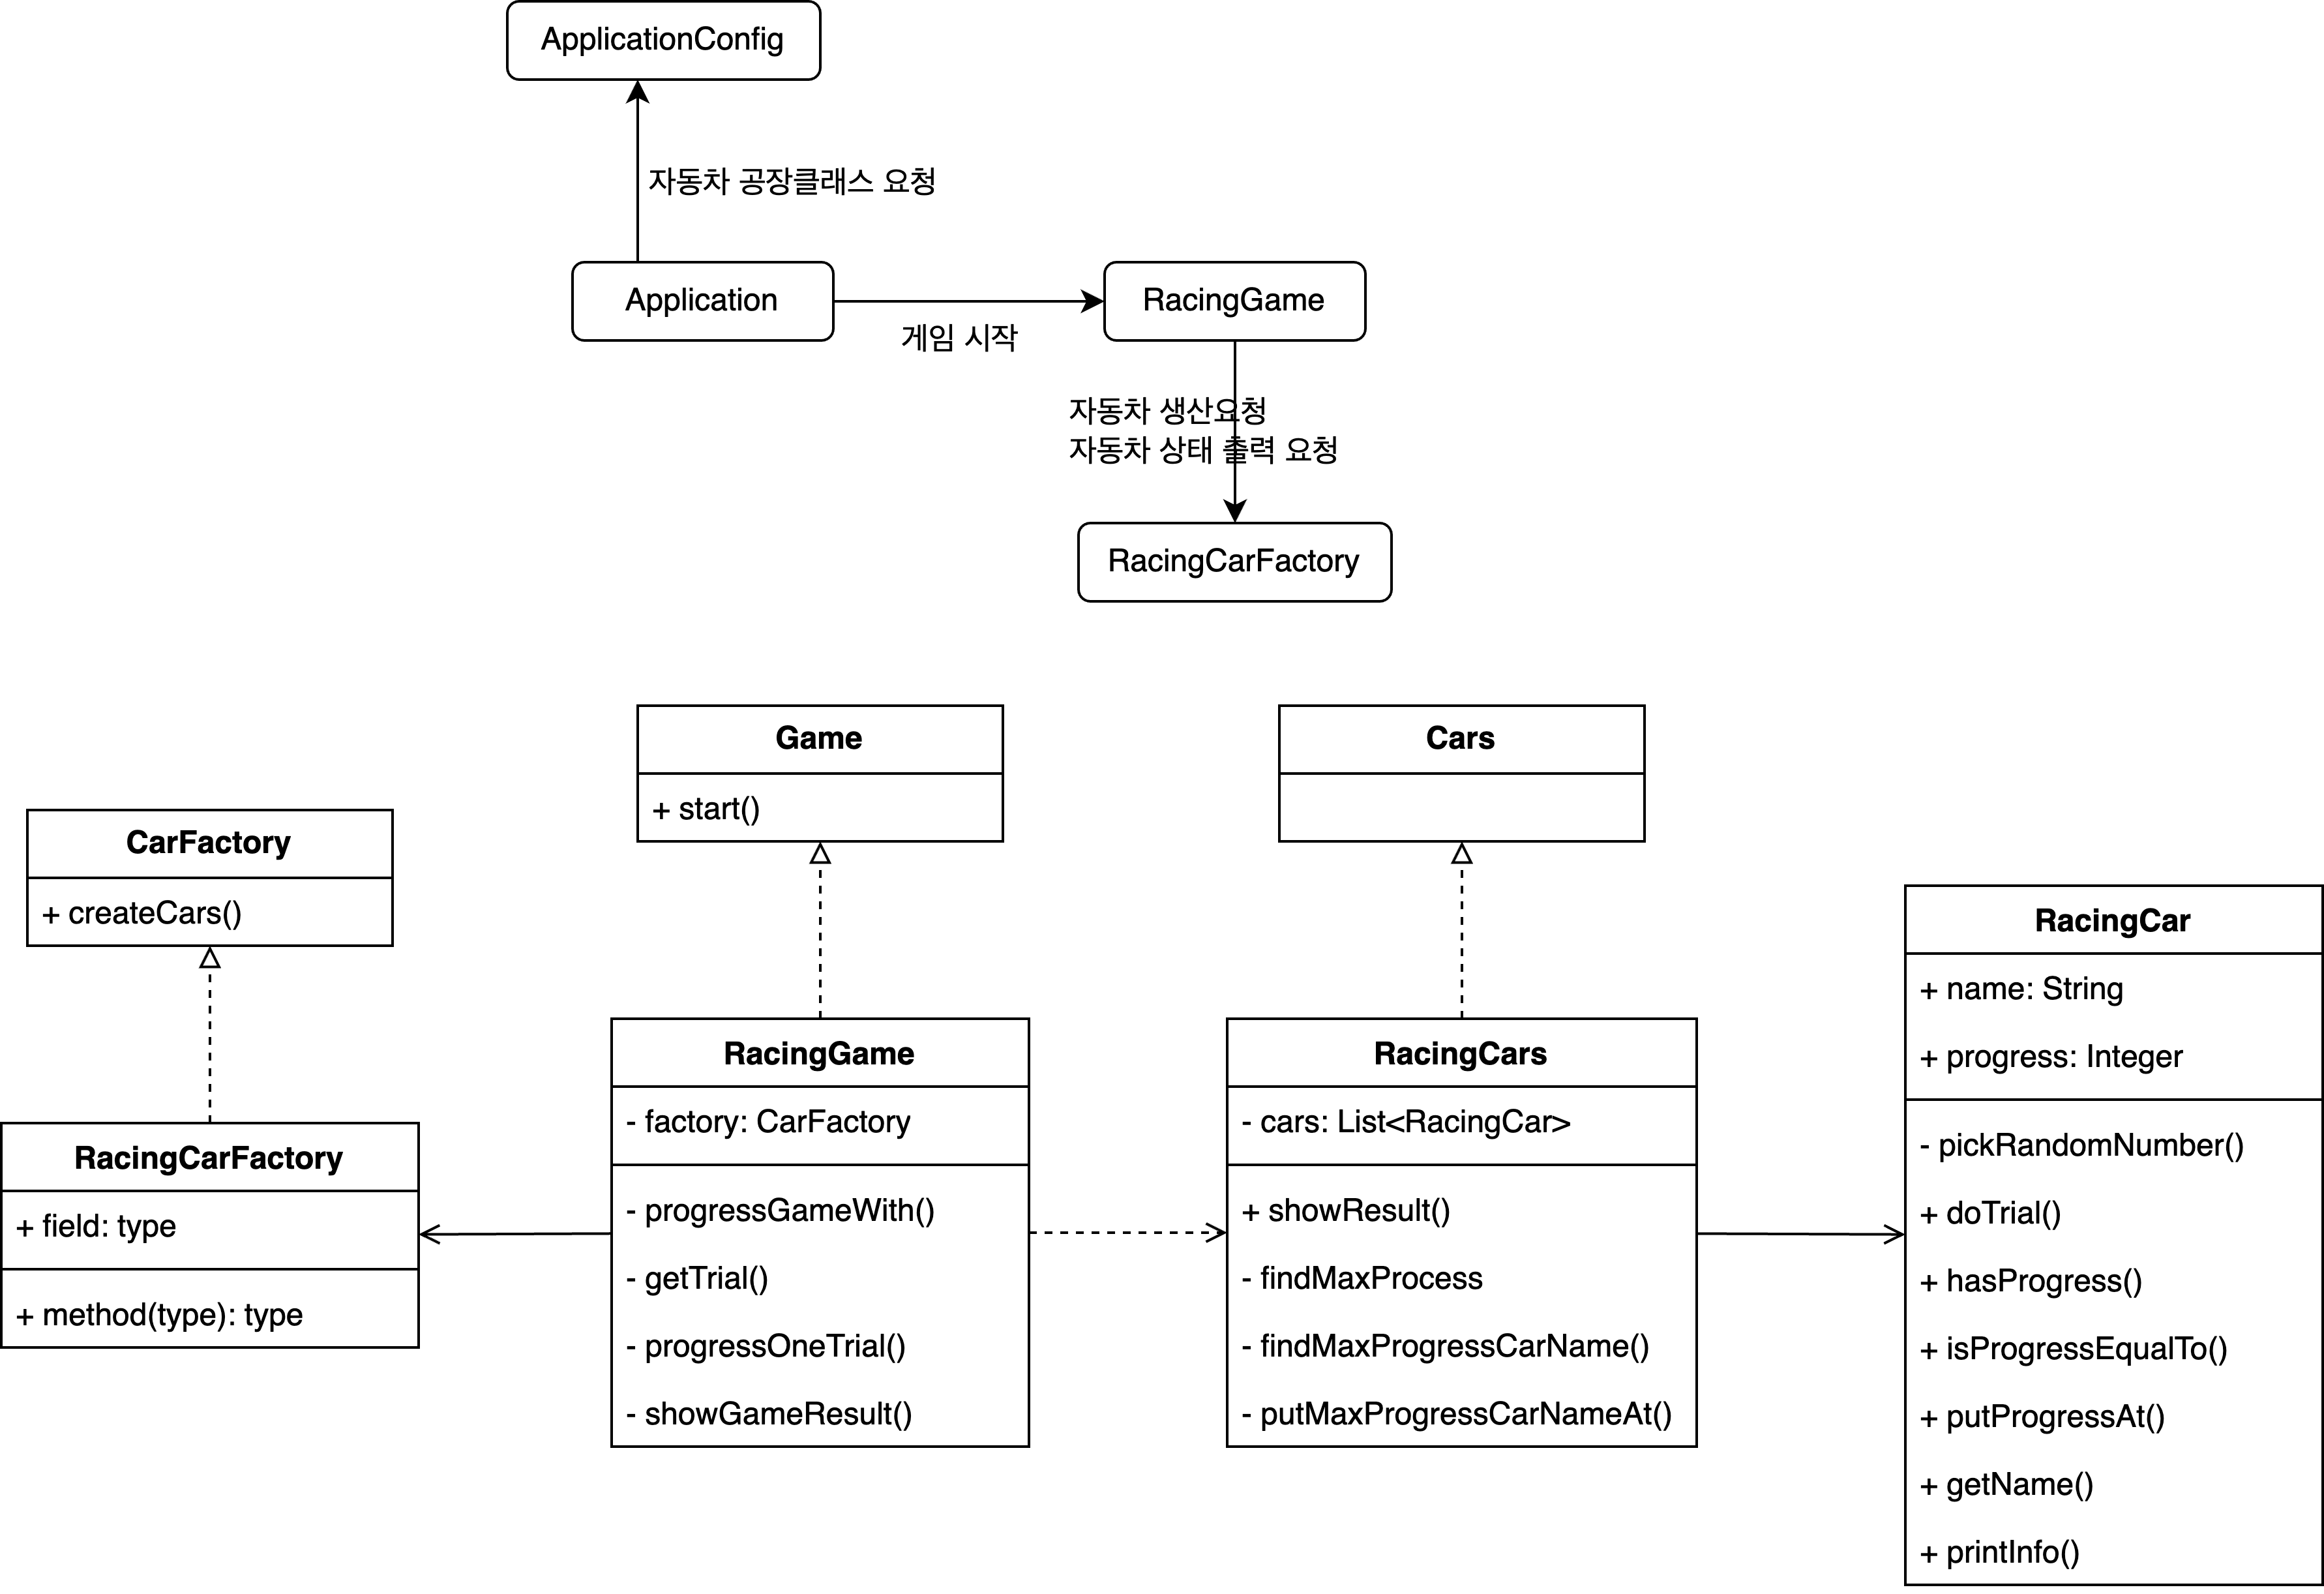 ApplicationConfig
자동차 공장클래스 요청
Application
게임 시작
RacingGame
자동차 생산요청
자동차 상태 출력 요청
RacingCarFactory
CarFactory
+ createCars()
RacingCarFactory
+ field: type
+ method(type): type
Game
+ start()
RacingGame
- factory: CarFactory
- progressGameWith()
- getTrial()
- progressOneTrial()
- showGameResult()
Cars
RacingCars
- cars: List<RacingCar>
+ showResult()
- findMaxProcess
- findMaxProgressCarName()
- putMaxProgressCarNameAt()
RacingCar
+ name: String
+ progress: Integer
- pickRandomNumber()
+ doTrial()
+ hasProgress()
+ isProgressEqualTo()
+ putProgressAt()
+ getName()
+ printInfo()